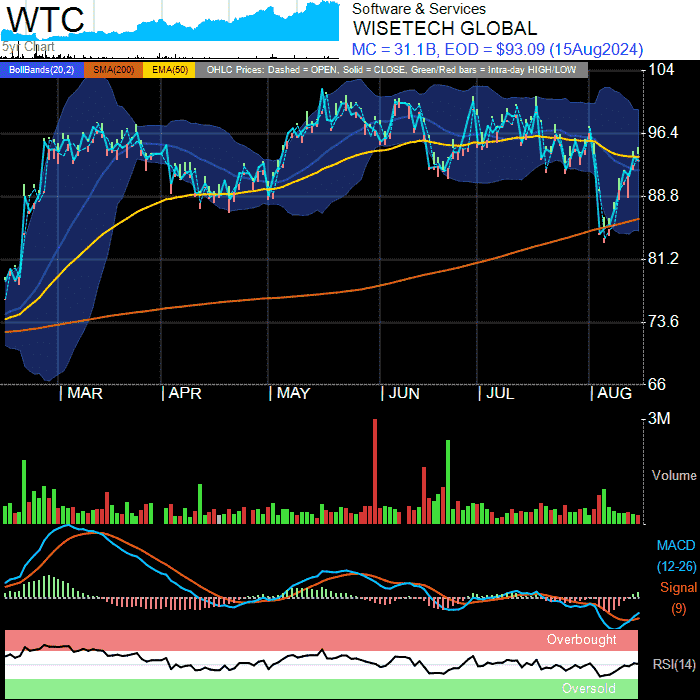 WTC
Software & Services
WISETECH GLOBAL
5yr Chart
MC = 31.1B, EOD = $93.09 (15Aug2024)
BollBands(20,2) SMA(200) EMA(50) OHLC Prices: Dashed = OPEN, Solid = CLOSE, Green/Red bars = Intra-day HIGH/LOW
104
96.4
88.8
81.2
73.6
66
MAR APR MAY JUN JUL AUG
3M
Volume
MACD
(12-26)
Signal
(9)
Overbought
RSI(14)
Oversold